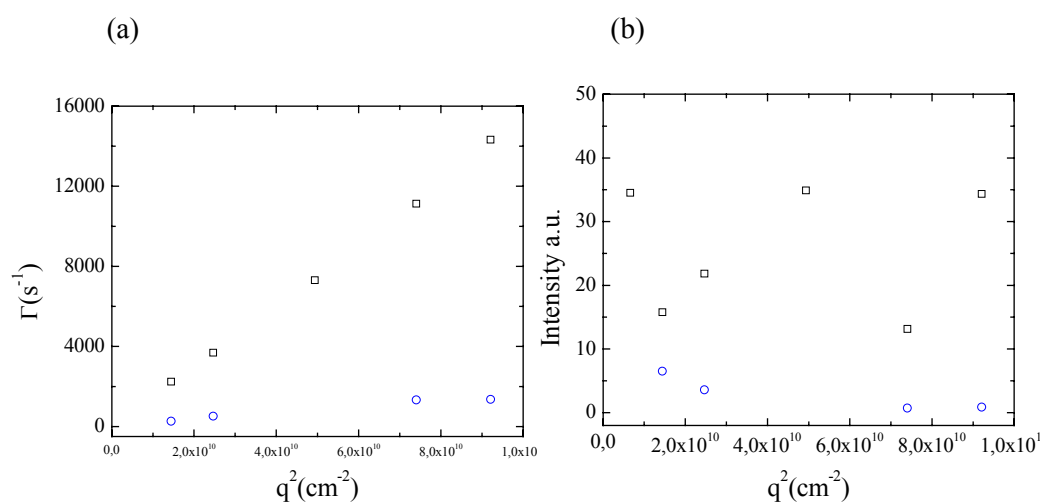 (a)
(b)
16000
12000
8000
4000
0
Γ(s⁻¹)
0,0
2,0x10¹⁰
4,0x10¹⁰
6,0x10¹⁰
8,0x10¹⁰
1,0x10
q²(cm⁻²)
50
40
30
20
10
0
Intensity a.u.
0,0
2,0x10¹⁰
4,0x10¹⁰
6,0x10¹⁰
8,0x10¹⁰
1,0x10¹
q²(cm⁻²)